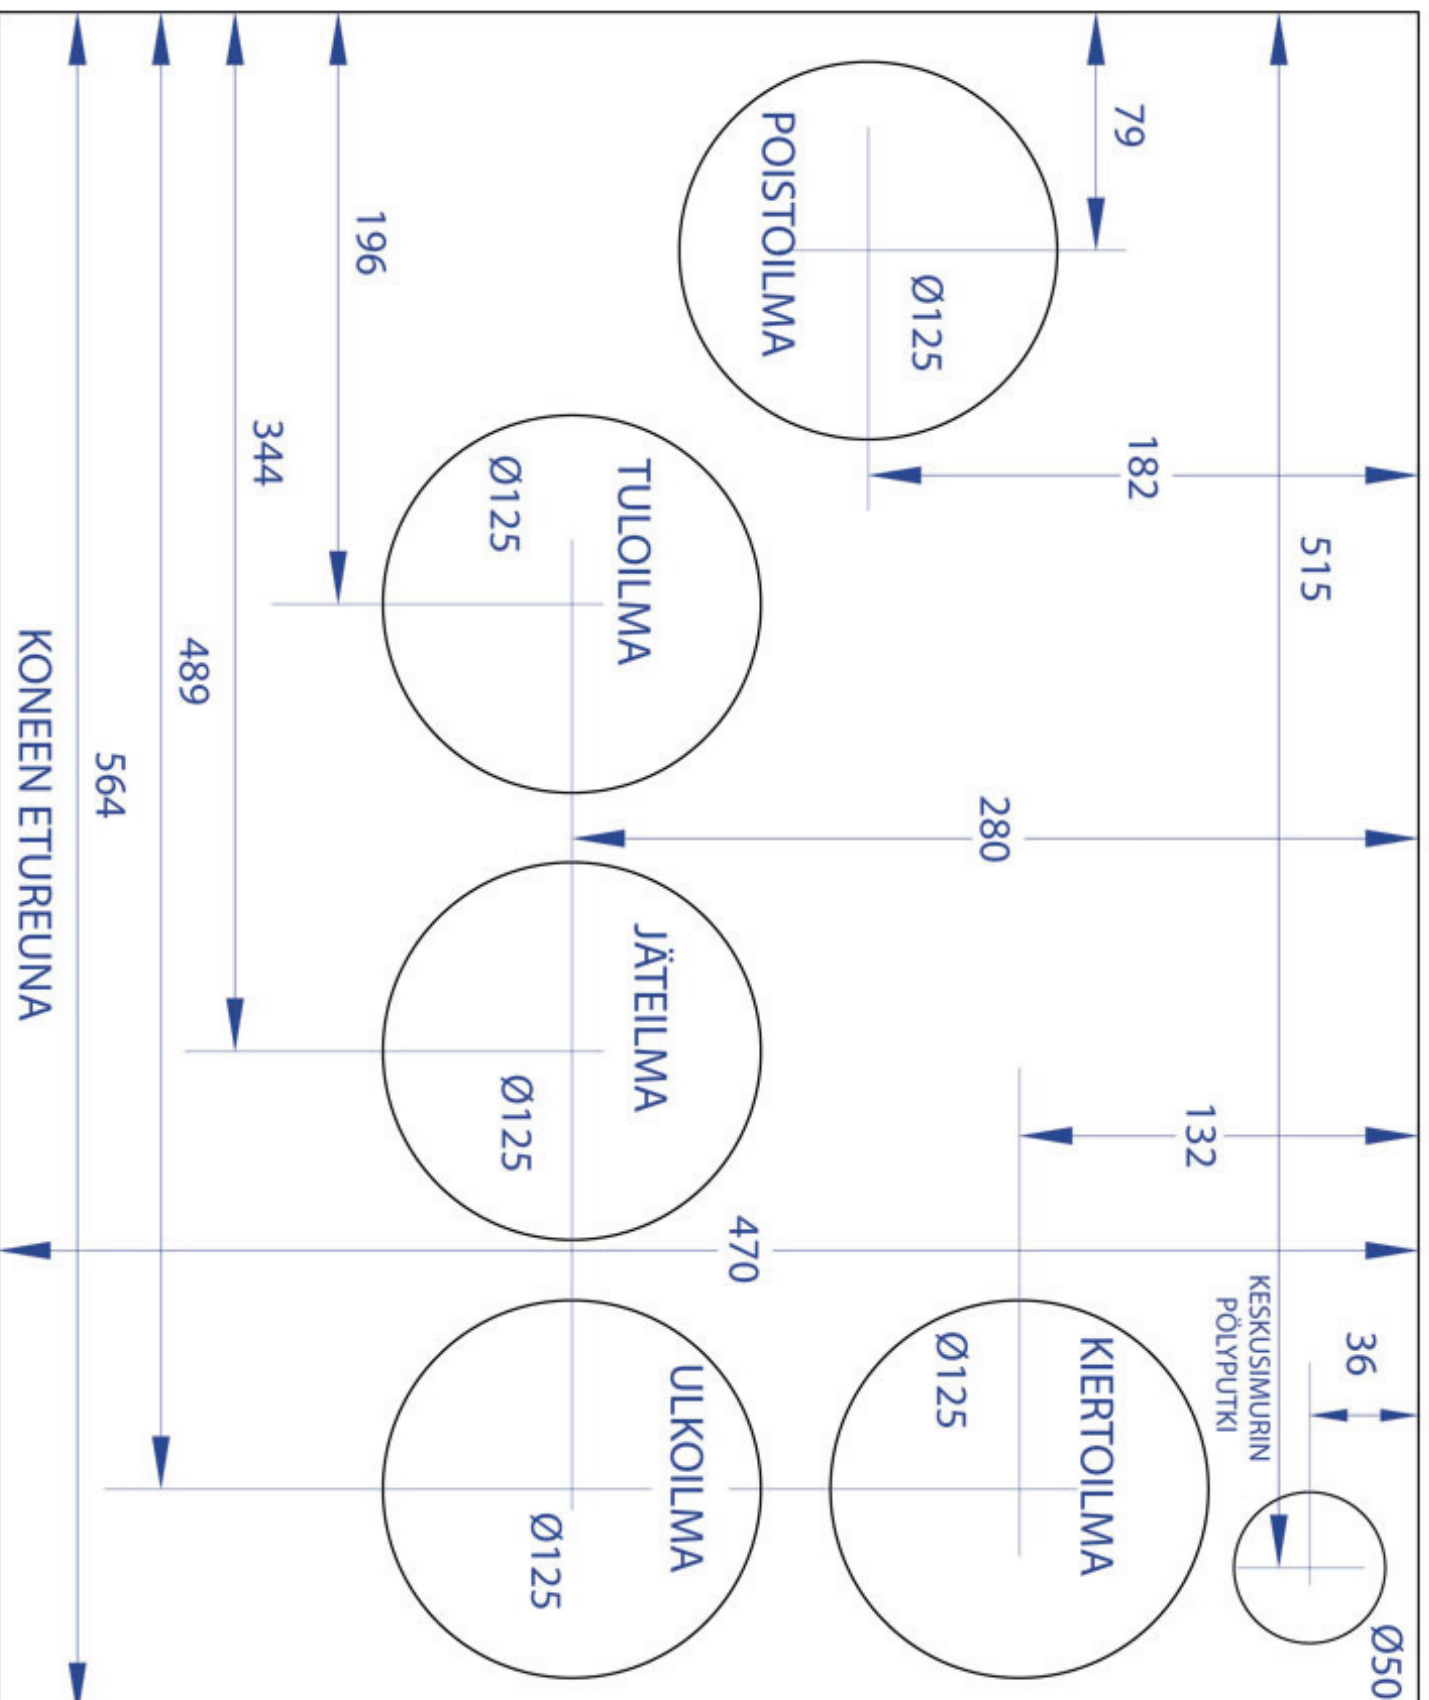 Ø50
36
515
KESKUSIMURIN
PÖLYPUTKI
132
79
182
KIERTOILMA
280
Ø125
Ø125
POISTOILMA
470
TULOILMA
JÄTEILMA
ULKOILMA
Ø125
Ø125
Ø125
196
344
489
564
KONEEN ETUREUNA